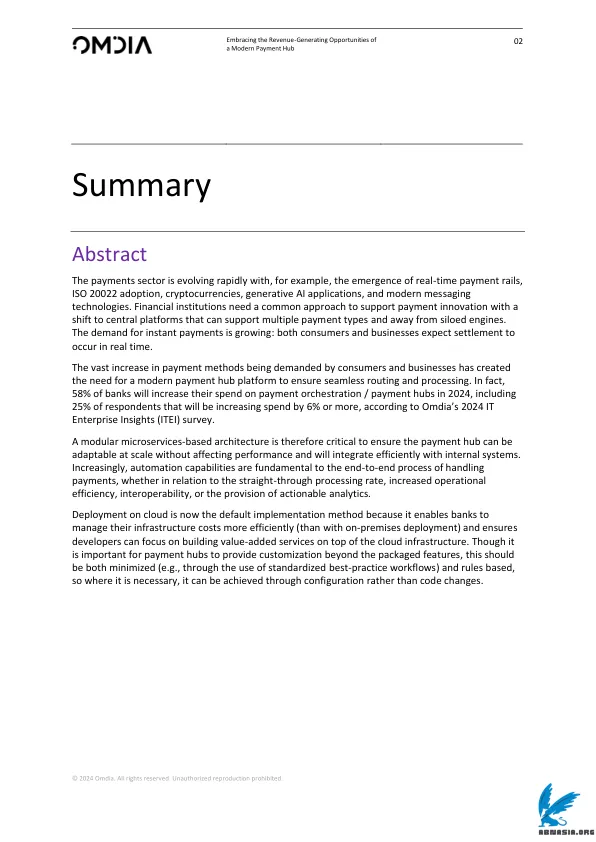 OMDIA
Embracing the Revenue-Generating Opportunities of
a Modern Payment Hub
02
Summary
Abstract
The payments sector is evolving rapidly with, for example, the emergence of real-time payment rails,
ISO 20022 adoption, cryptocurrencies, generative AI applications, and modern messaging
technologies. Financial institutions need a common approach to support payment innovation with a
shift to central platforms that can support multiple payment types and away from siloed engines.
The demand for instant payments is growing: both consumers and businesses expect settlement to
occur in real time.
The vast increase in payment methods being demanded by consumers and businesses has created
the need for a modern payment hub platform to ensure seamless routing and processing. In fact,
58% of banks will increase their spend on payment orchestration / payment hubs in 2024, including
25% of respondents that will be increasing spend by 6% or more, according to Omdia’s 2024 IT
Enterprise Insights (ITEI) survey.
A modular microservices-based architecture is therefore critical to ensure the payment hub can be
adaptable at scale without affecting performance and will integrate efficiently with internal systems.
Increasingly, automation capabilities are fundamental to the end-to-end process of handling
payments, whether in relation to the straight-through processing rate, increased operational
efficiency, interoperability, or the provision of actionable analytics.
Deployment on cloud is now the default implementation method because it enables banks to
manage their infrastructure costs more efficiently (than with on-premises deployment) and ensures
developers can focus on building value-added services on top of the cloud infrastructure. Though it
is important for payment hubs to provide customization beyond the packaged features, this should
be both minimized (e.g., through the use of standardized best-practice workflows) and rules based,
so where it is necessary, it can be achieved through configuration rather than code changes.
© 2024 Omdia. All rights reserved. Unauthorized reproduction prohibited.
ABNASIA.ORG